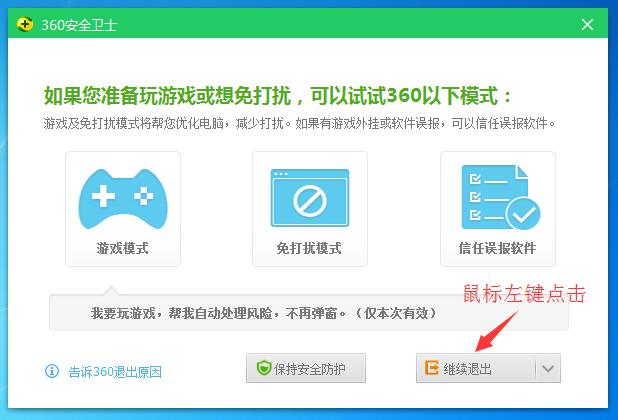 360安全卫士
如果您准备玩游戏或想免打扰，可以试试360以下模式：
游戏及免打扰模式将帮您优化电脑，减少打扰。如果有游戏外挂或软件误报，可以信任误报软件。
游戏模式
免打扰模式
信任误报软件
鼠标左键点击
我要玩游戏，帮我自动处理风险，不再弹窗。（仅本次有效）
告诉360退出原因
保持安全防护
继续退出